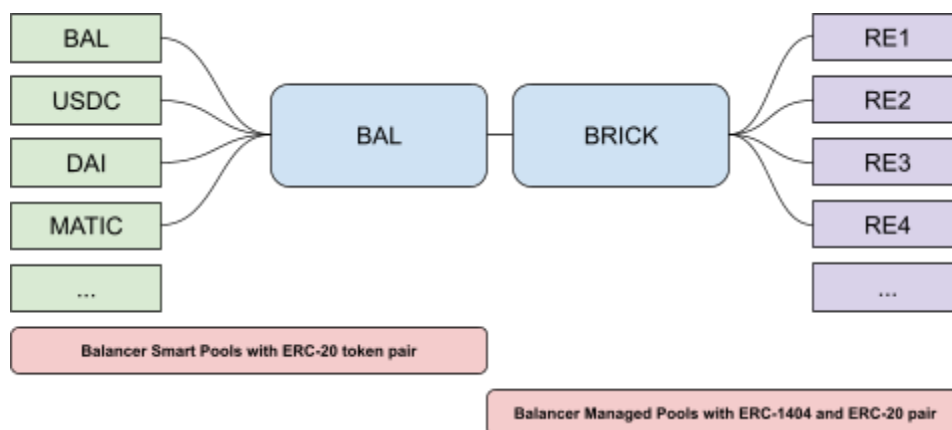 BAL
USDC
DAI
MATIC
...
BAL
BRICK
RE1
RE2
RE3
RE4
...
Balancer Smart Pools with ERC-20 token pair
Balancer Managed Pools with ERC-1404 and ERC-20 pair